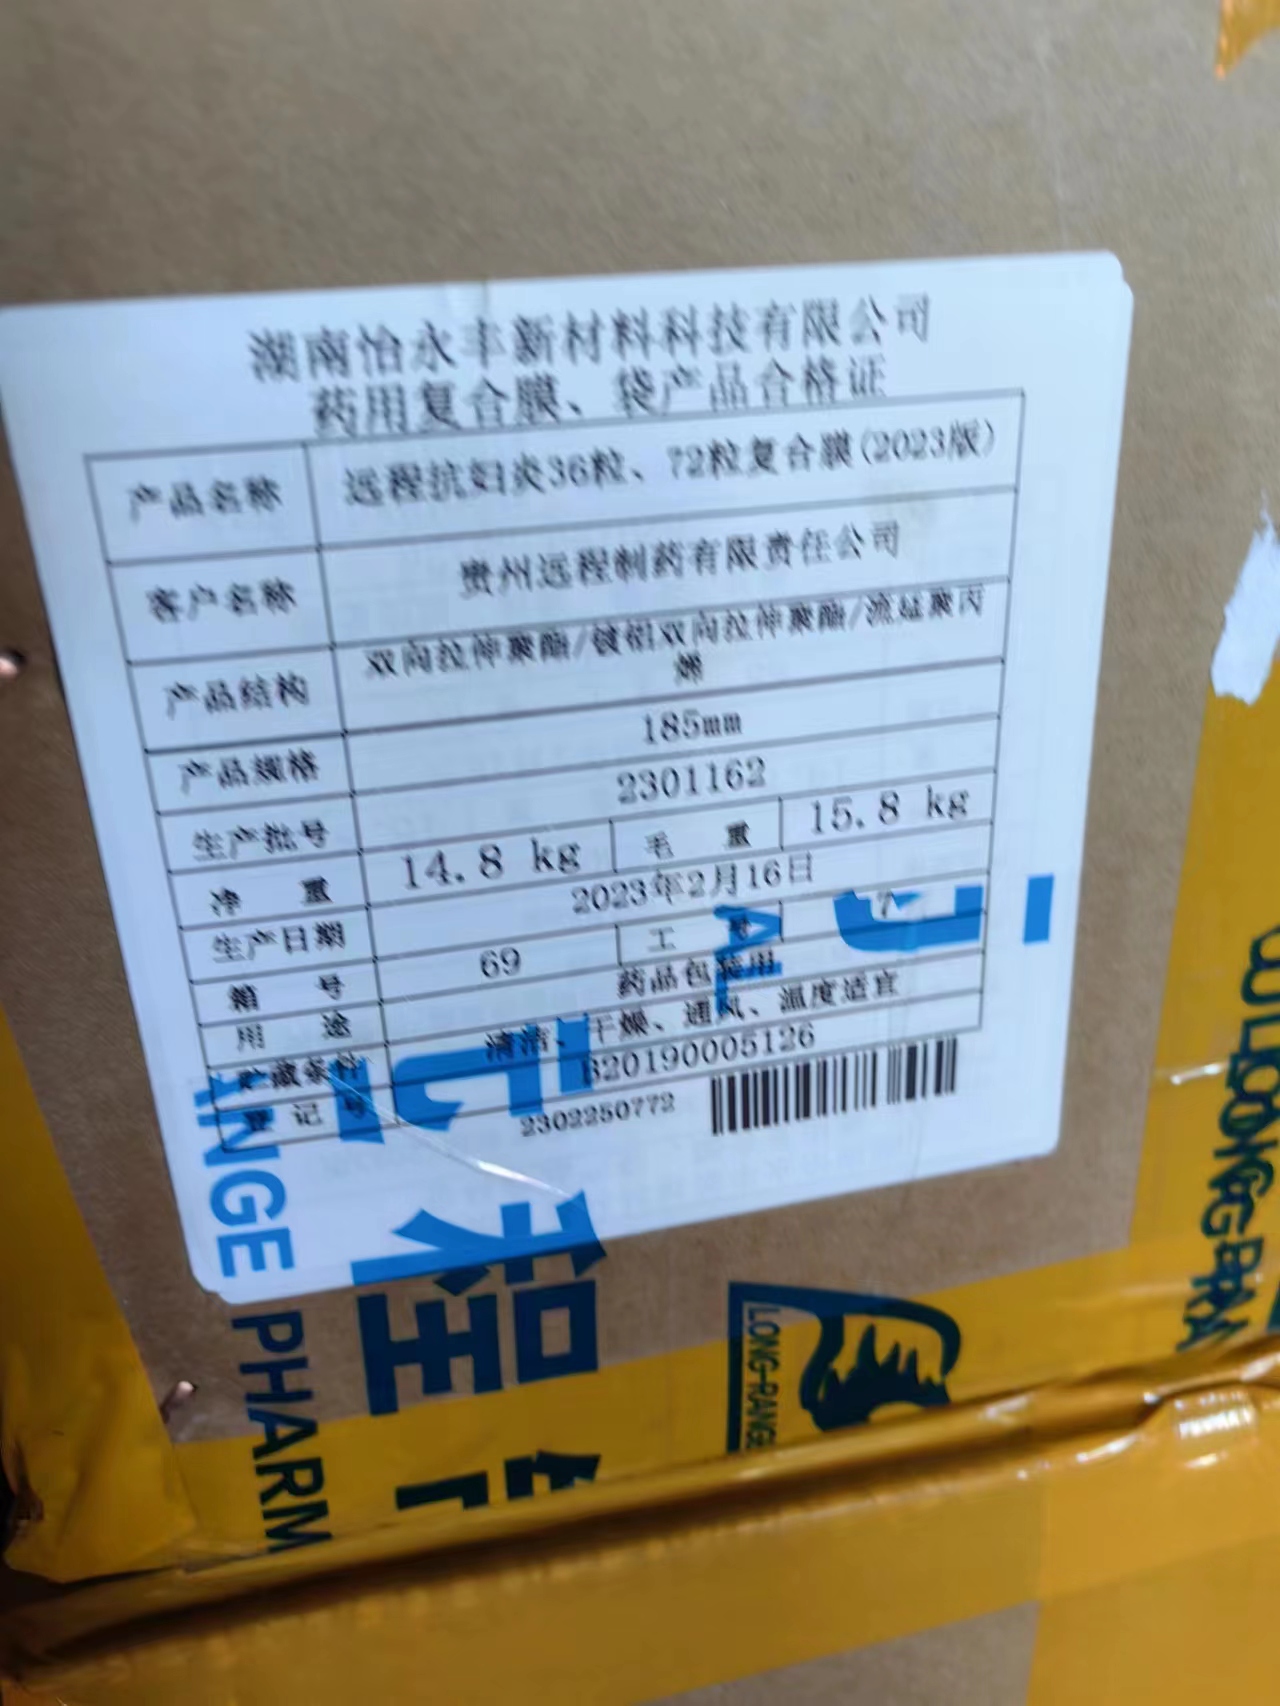 湖南怡永丰新材料科技有限公司
药用复合膜、袋产品合格证
产品名称 远程抗妇炎36粒、72粒复合膜(2023版)
客户名称 贵州远程制药有限责任公司
产品结构 双向拉伸聚酯/镀铝双向拉伸聚酯/流延聚丙
烯
产品规格 185mm
生产批号 2301162
净 重 14.8 kg 毛 重 15.8 kg
生产日期 2023年2月16日
箱 号 69 工 号 7
用 途 药品包装用
贮藏条件 清洁、干燥、通风、温度适宜
登 记 号 B20190005126
2302250772
ANGE PHARM
程
LONG-RANGE